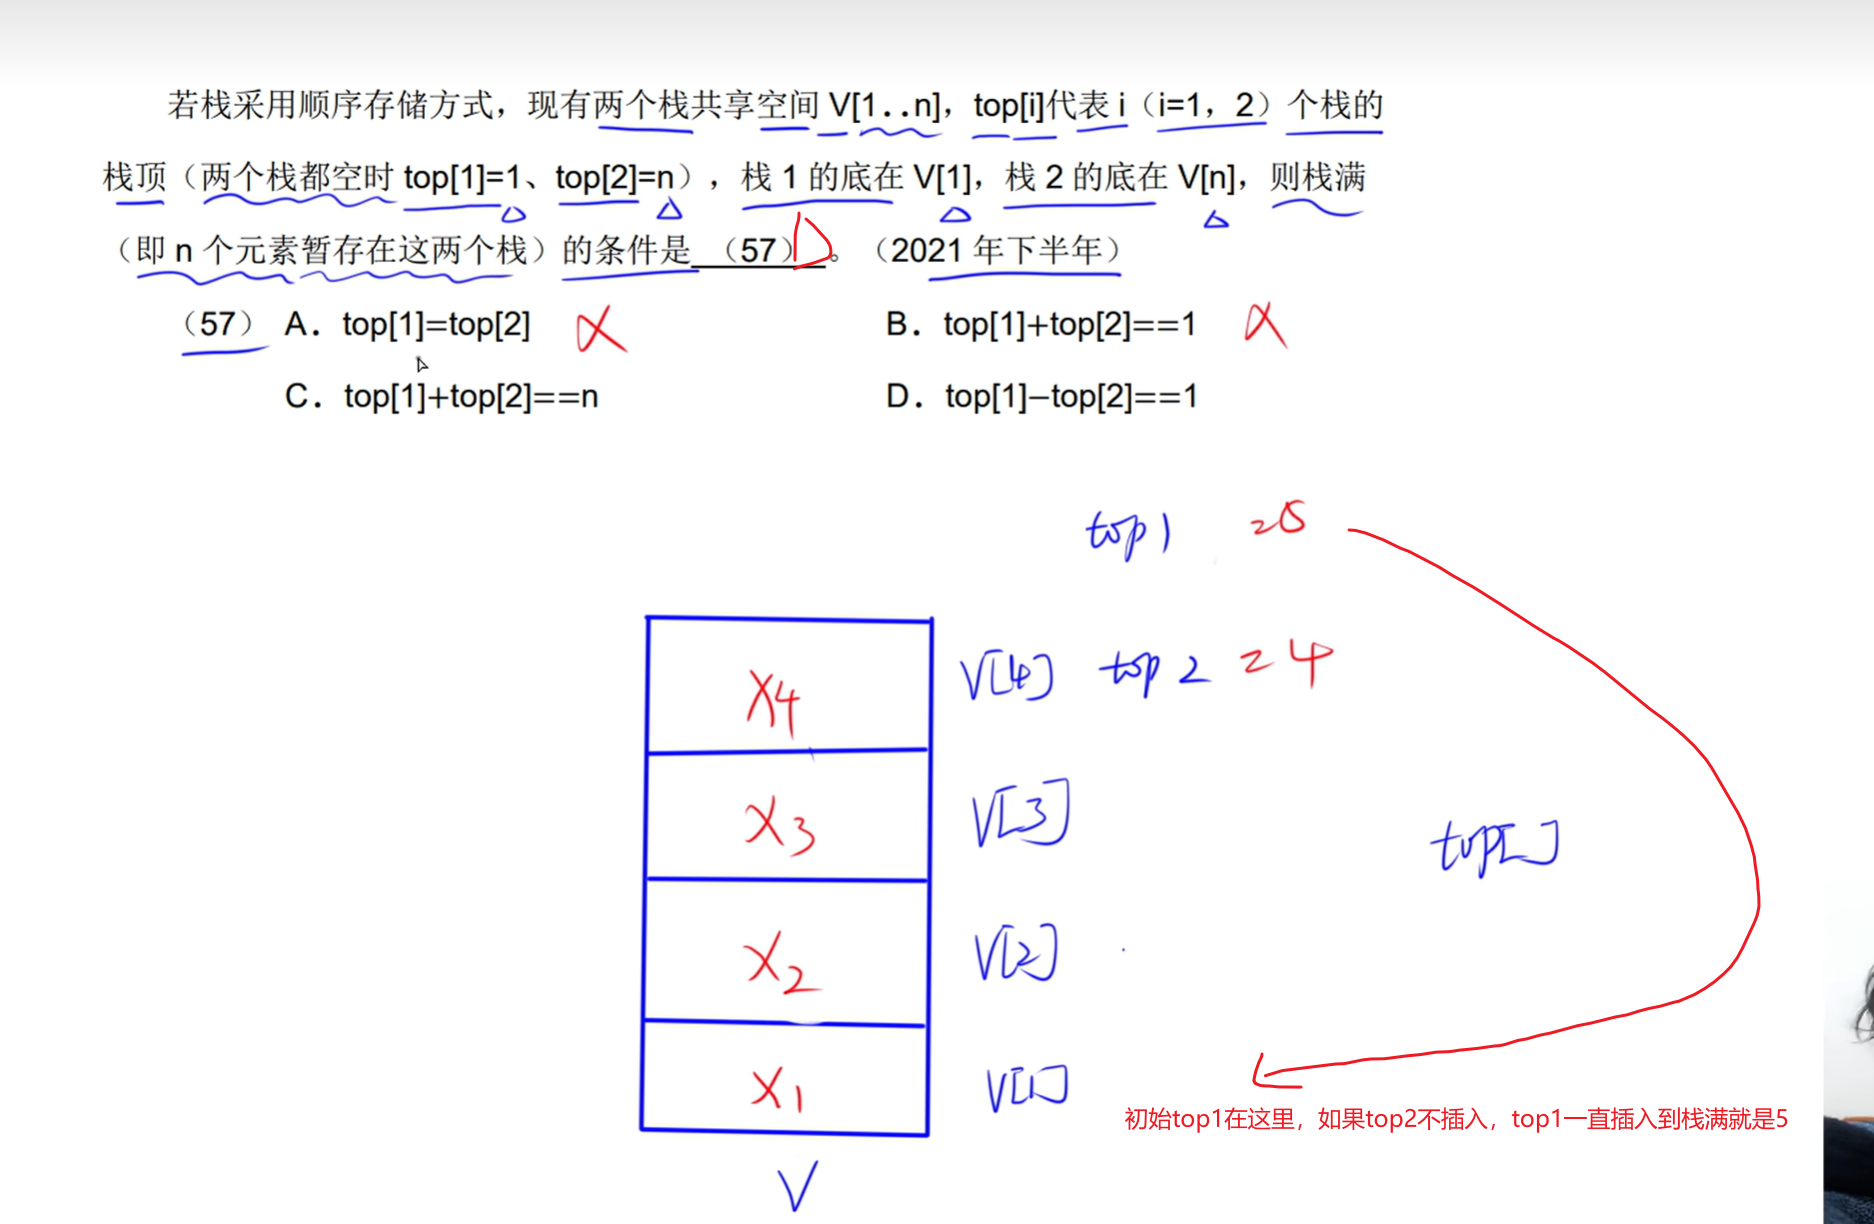 若栈采用顺序存储方式，现有两个栈共享空间 V[1..n]，top[i]代表 i（i=1，2）个栈的
栈顶（两个栈都空时 top[1]=1、top[2]=n），栈 1 的底在 V[1]，栈 2 的底在 V[n]，则栈满
（即 n 个元素暂存在这两个栈）的条件是 （57）D。（2021 年下半年）
（57） A．top[1]=top[2] B．top[1]+top[2]==1
C．top[1]+top[2]==n D．top[1]−top[2]==1
top1 =5
X4 V[4] top2 =4
X3 V[3]
top[]
X2 V[2]
X1 V[1]
初始top1在这里，如果top2不插入，top1一直插入到栈满就是5
V